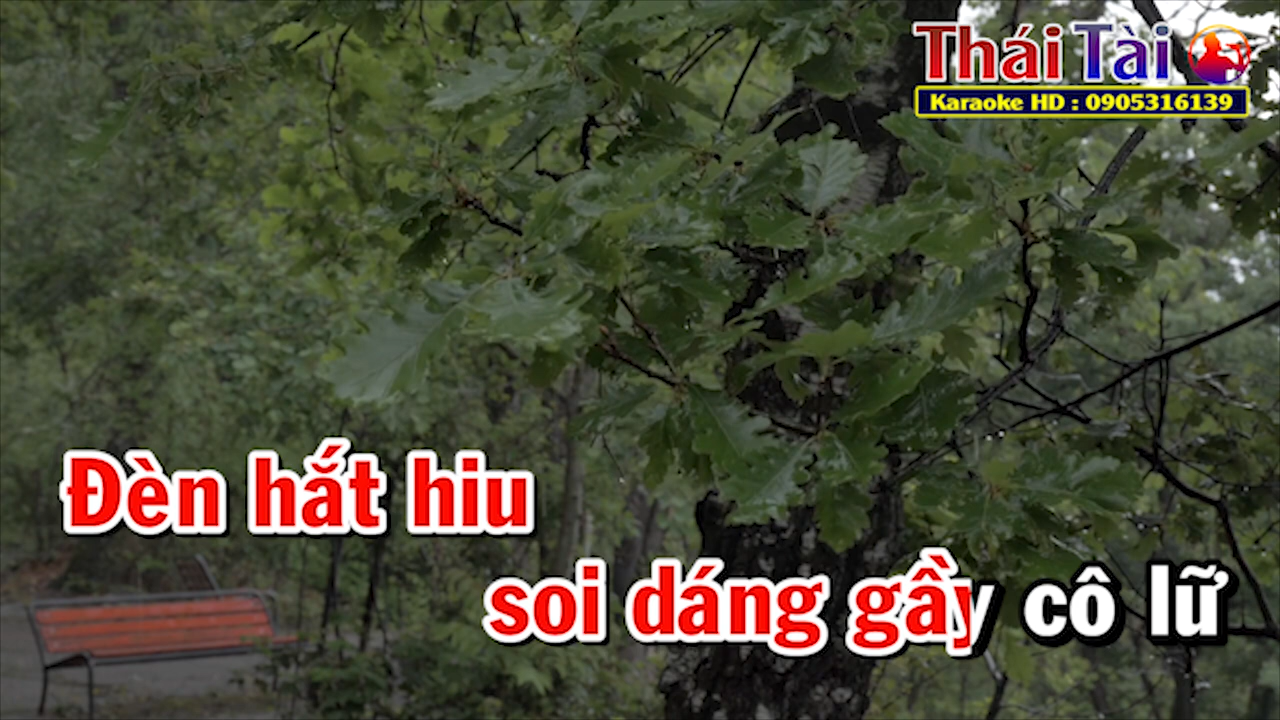 Thái Tài
Karaoke HD : 0905316139
Đèn hắt hiu
soi dáng gầy cô lữ